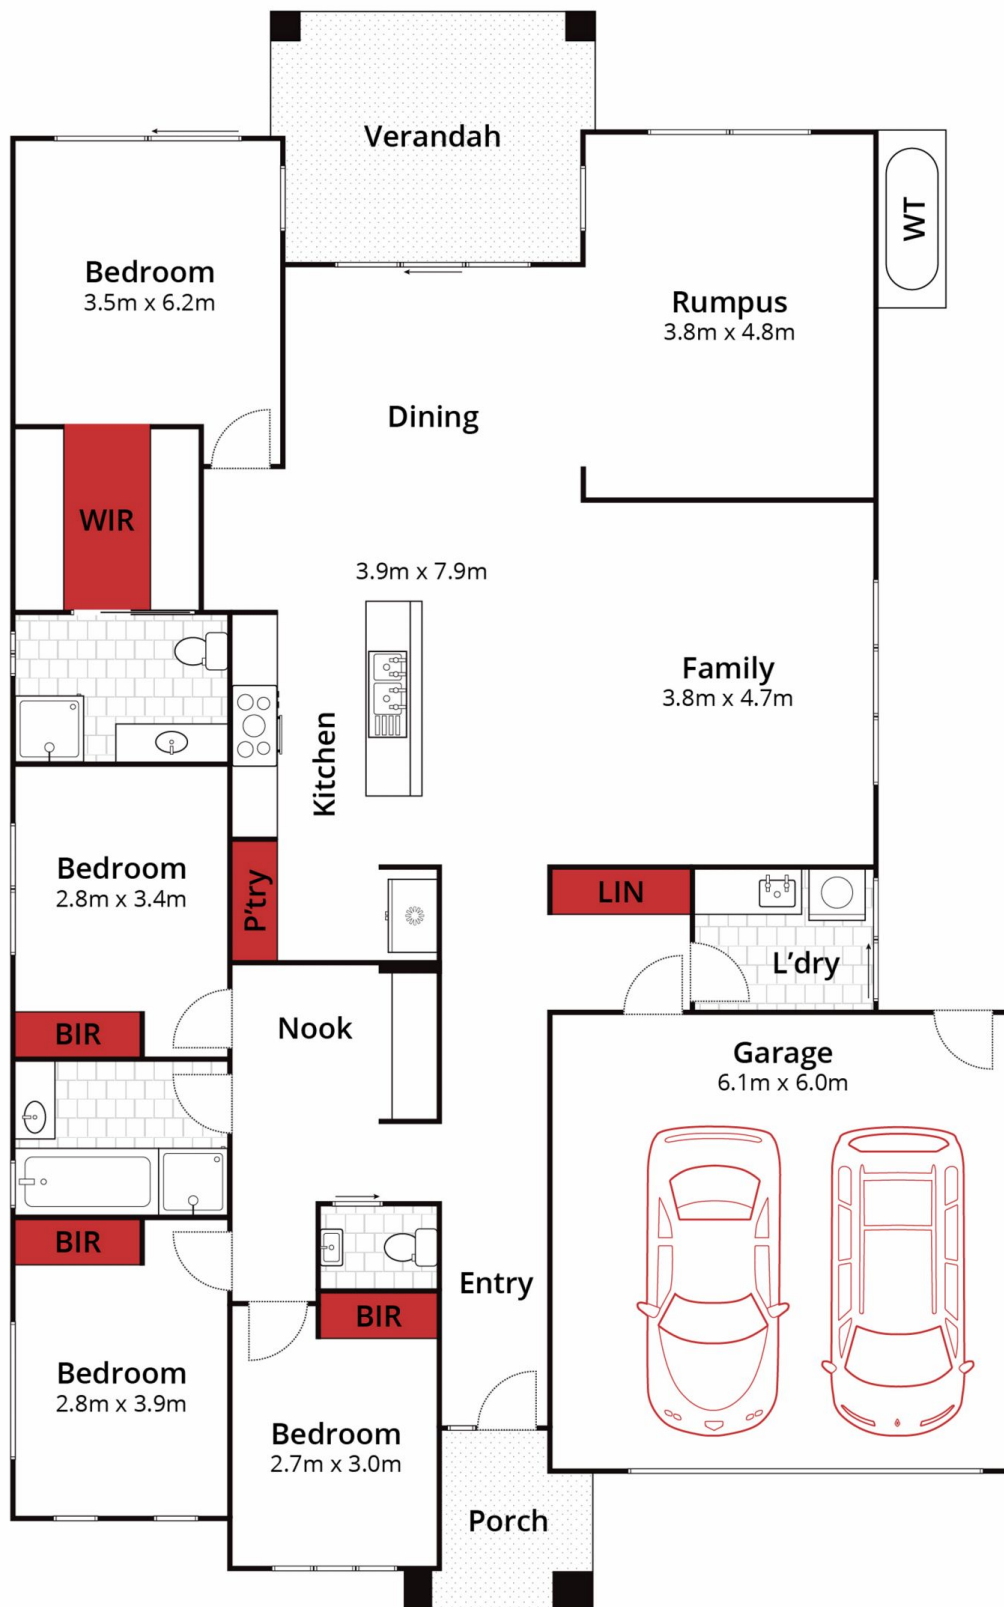 Verandah
Bedroom
3.5m x 6.2m
Rumpus
3.8m x 4.8m
WT
Dining
WIR
3.9m x 7.9m
Family
3.8m x 4.7m
Kitchen
Bedroom
2.8m x 3.4m
P'try
LIN
L'dry
BIR
Nook
Garage
6.1m x 6.0m
BIR
Entry
BIR
Bedroom
2.8m x 3.9m
Bedroom
2.7m x 3.0m
Porch